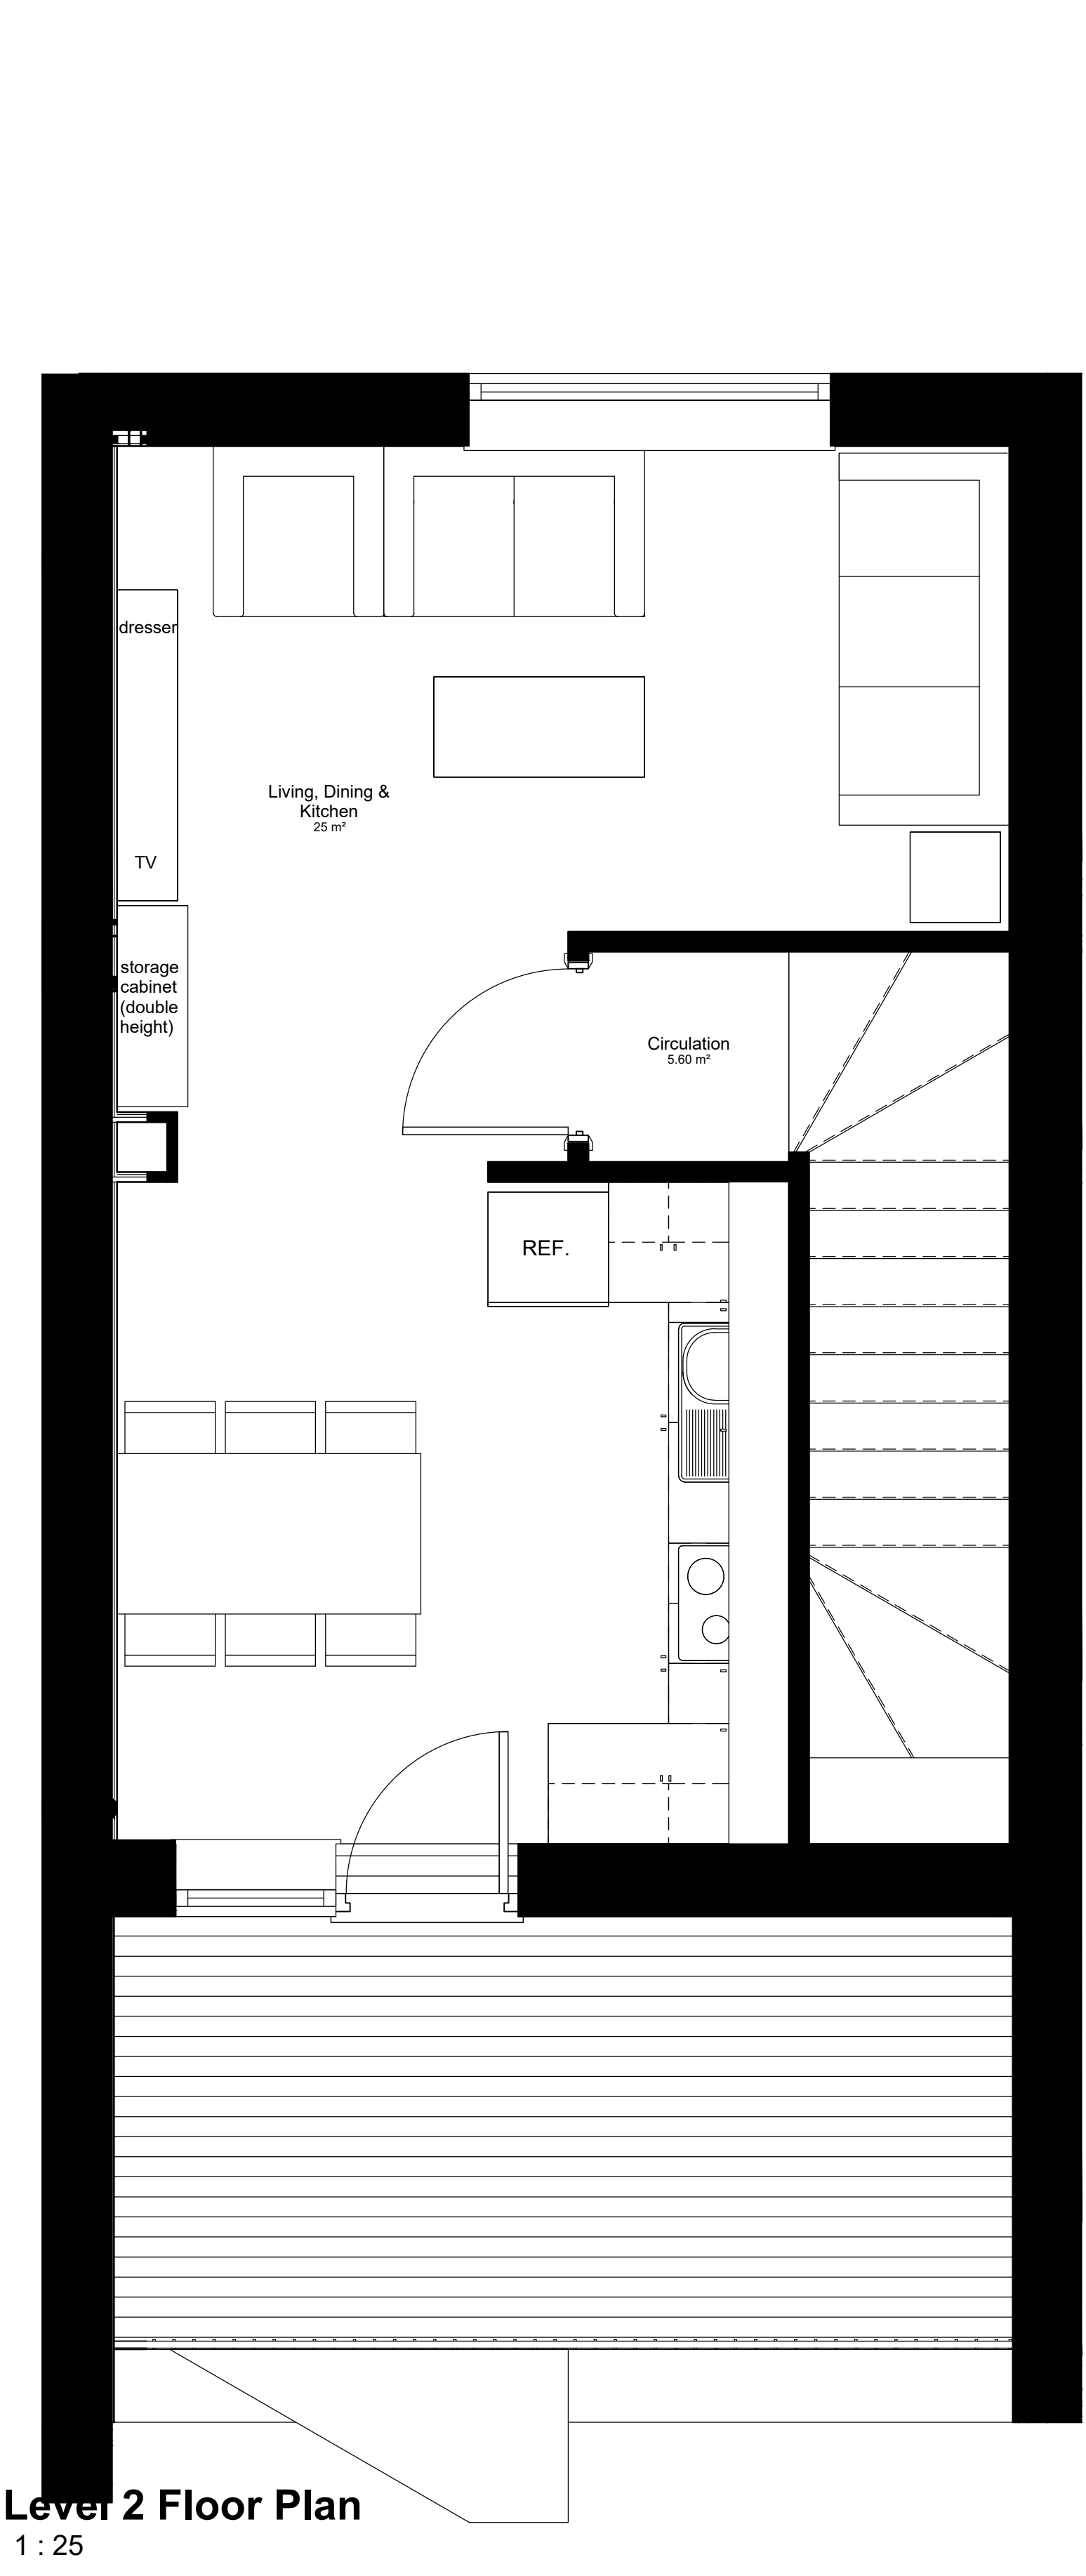 dresser
Living, Dining &
Kitchen
25 m²
TV
storage
cabinet
(double
height)
Circulation
5.60 m²
REF.
Level 2 Floor Plan
1 : 25